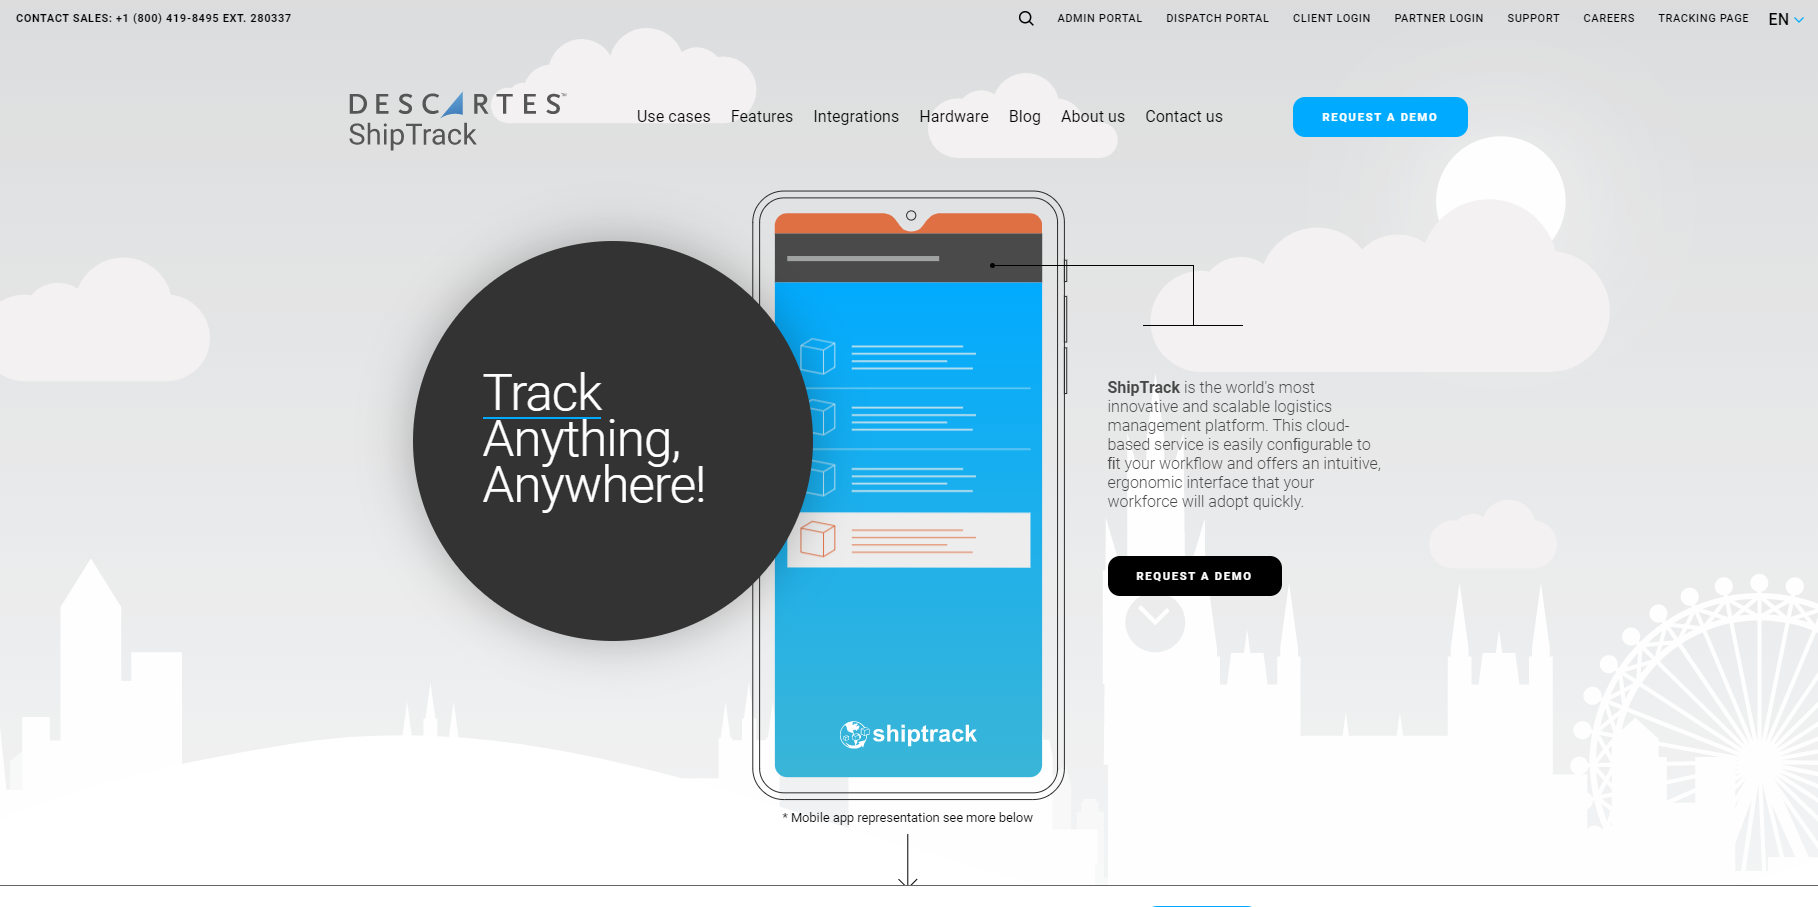 CONTACT SALES: +1 (800) 419-8495 EXT. 280337
ADMIN PORTAL DISPATCH PORTAL CLIENT LOGIN PARTNER LOGIN SUPPORT CAREERS TRACKING PAGE EN
DESCARTES™
ShipTrack
Use cases Features Integrations Hardware Blog About us Contact us
REQUEST A DEMO
Track
Anything,
Anywhere!
ShipTrack is the world's most
innovative and scalable logistics
management platform. This cloud-
based service is easily configurable to
fit your workflow and offers an intuitive,
ergonomic interface that your
workforce will adopt quickly.
REQUEST A DEMO
shiptrack
* Mobile app representation see more below